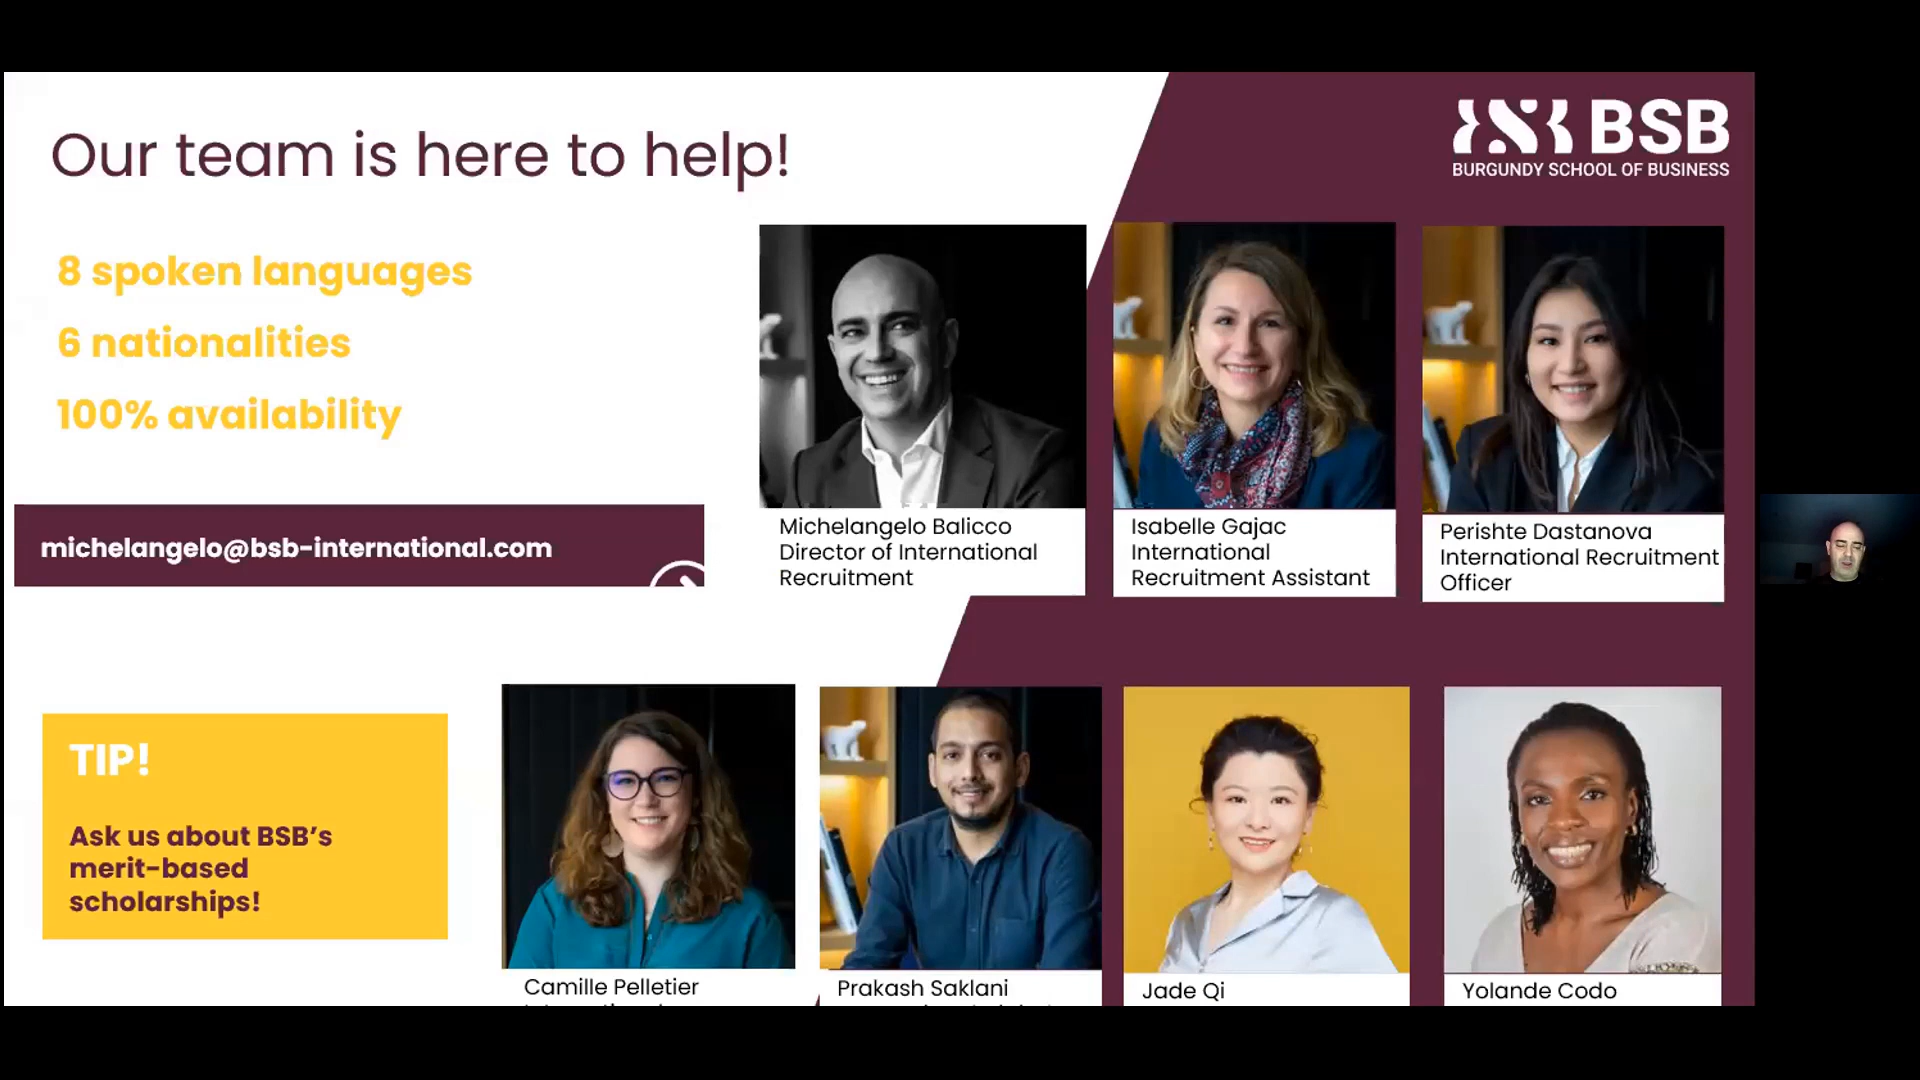 Our team is here to help!
BSB
BURGUNDY SCHOOL OF BUSINESS
8 spoken languages
6 nationalities
100% availability
michelangelo@bsb-international.com
Michelangelo Balicco
Director of International
Recruitment
Isabelle Gajac
International
Recruitment Assistant
Perishte Dastanova
International Recruitment
Officer
TIP!
Ask us about BSB’s
merit-based
scholarships!
Camille Pelletier
Prakash Saklani
Jade Qi
Yolande Codo